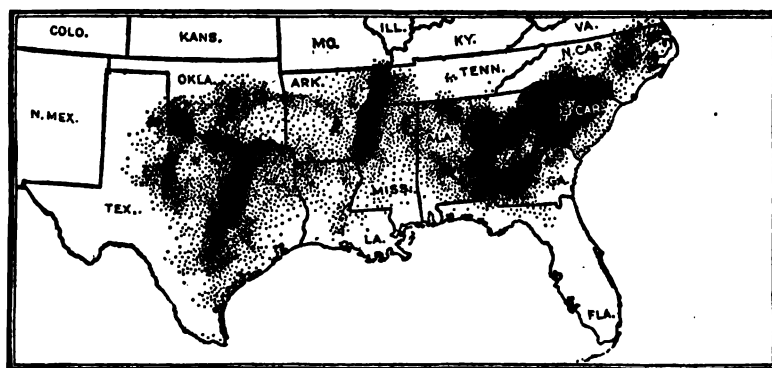 COLO.
KANS.
MO.
ILL.
KY.
VA.
N.CAR.
TENN.
OKLA.
ARK.
N.MEX.
CAR.
MISS.
GA.
TEX.
LA.
FLA.